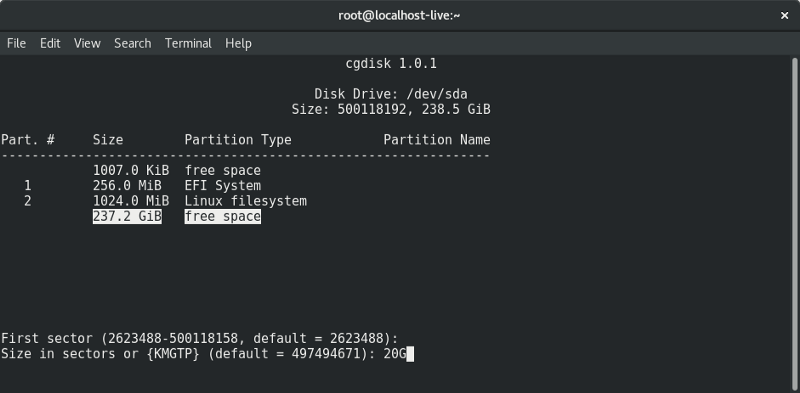 root@localhost-live:~
×
File Edit View Search Terminal Help
cgdisk 1.0.1
Disk Drive: /dev/sda
Size: 500118192, 238.5 GiB
Part. # Size Partition Type Partition Name
----------------------------------------------------------------
1007.0 KiB free space
1 256.0 MiB EFI System
2 1024.0 MiB Linux filesystem
237.2 GiB free space
First sector (2623488-500118158, default = 2623488):
Size in sectors or {KMGTP} (default = 497494671): 20G